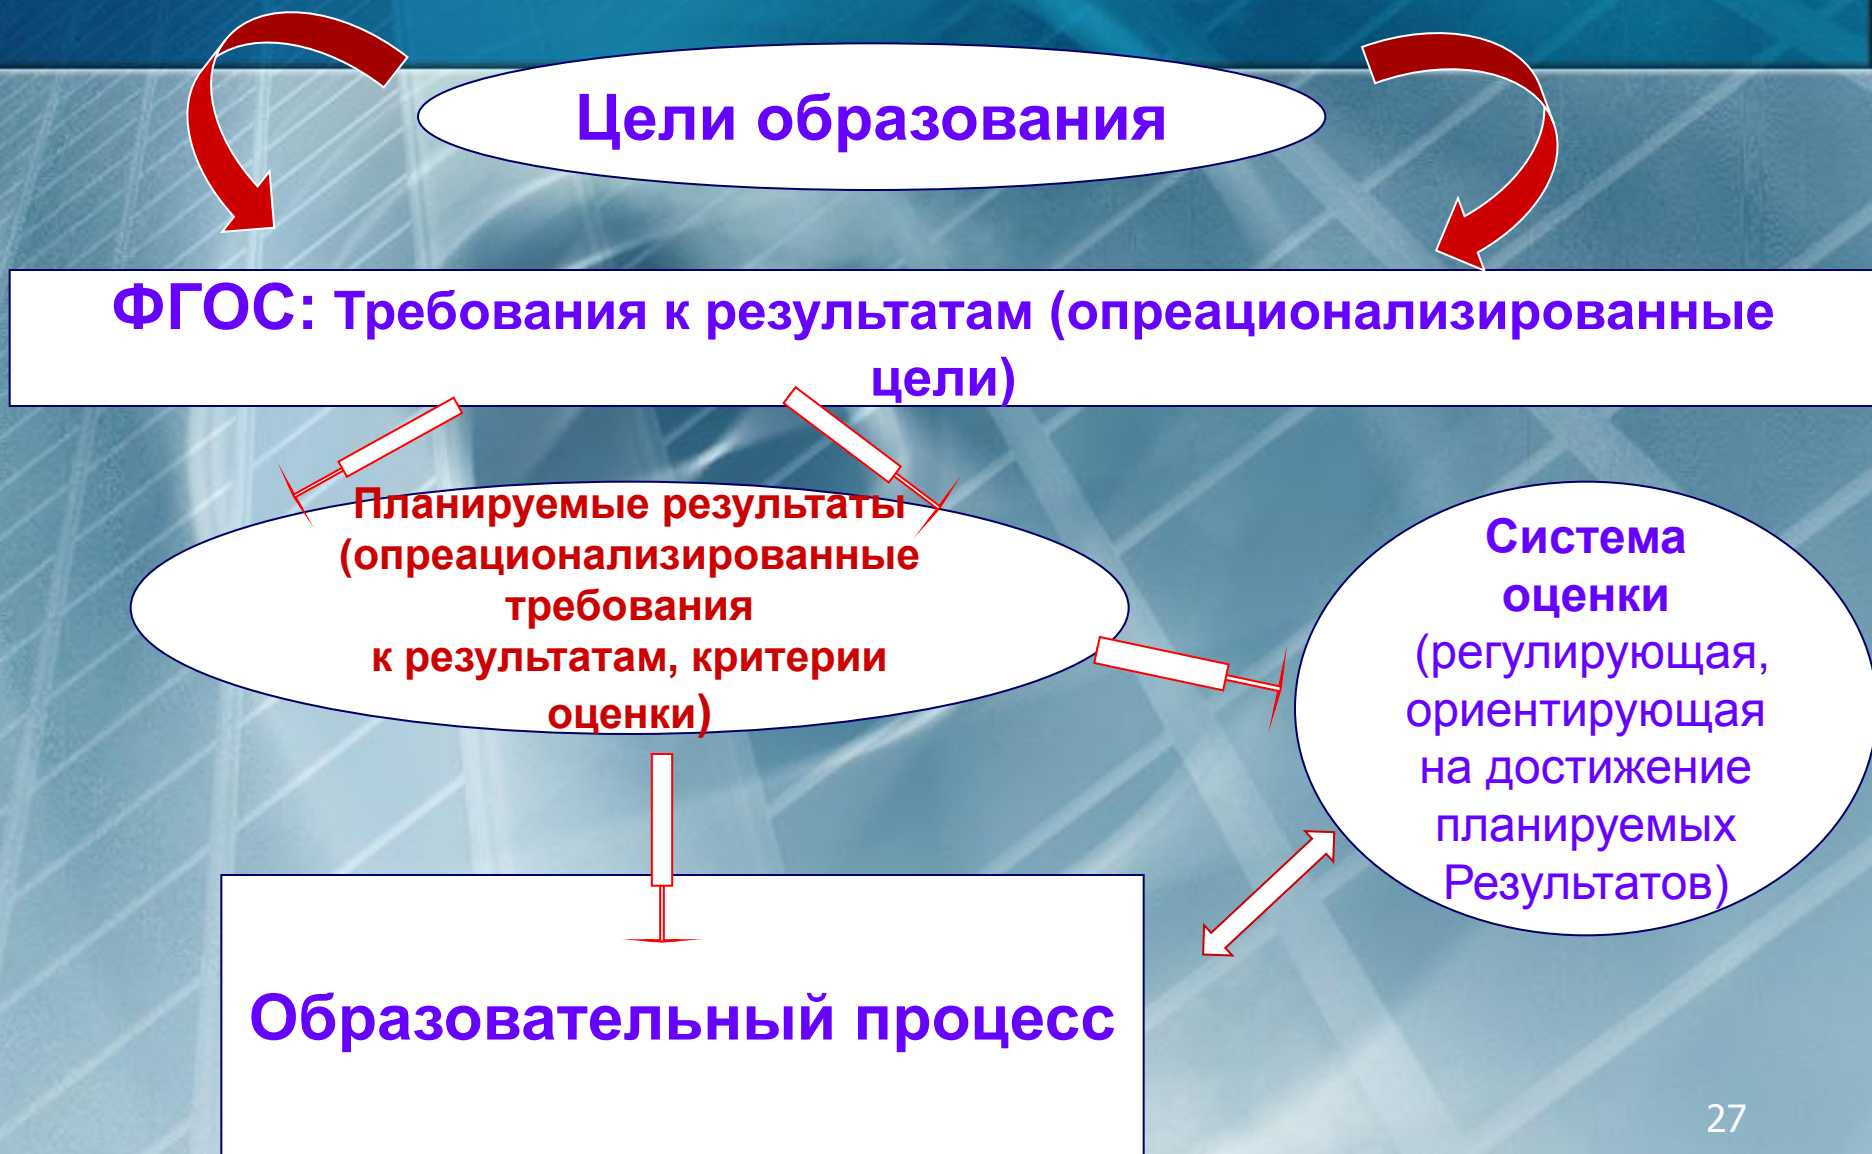 Цели образования
ФГОС: Требования к результатам (опреационализированные
цели)
Планируемые результаты
(опреационализированные
требования
к результатам, критерии
оценки)
Система
оценки
(регулирующая,
ориентирующая
на достижение
планируемых
Результатов)
Образовательный процесс
27